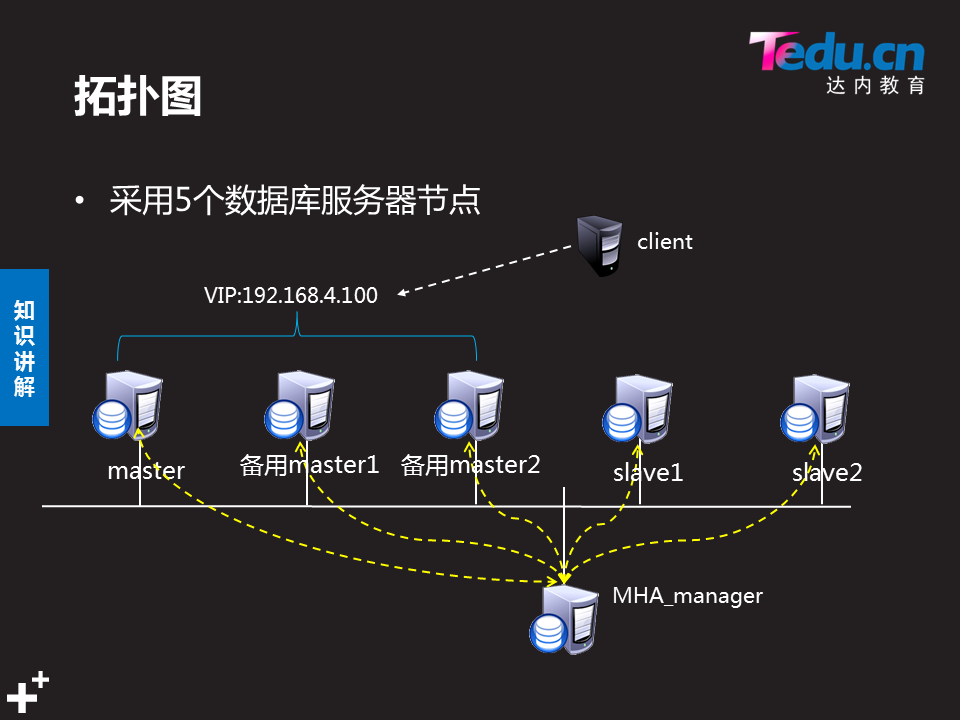 Tedu.cn
达内教育
拓扑图
• 采用5个数据库服务器节点
client
VIP:192.168.4.100
知识讲解
master
备用master1
备用master2
slave1
slave2
MHA_manager